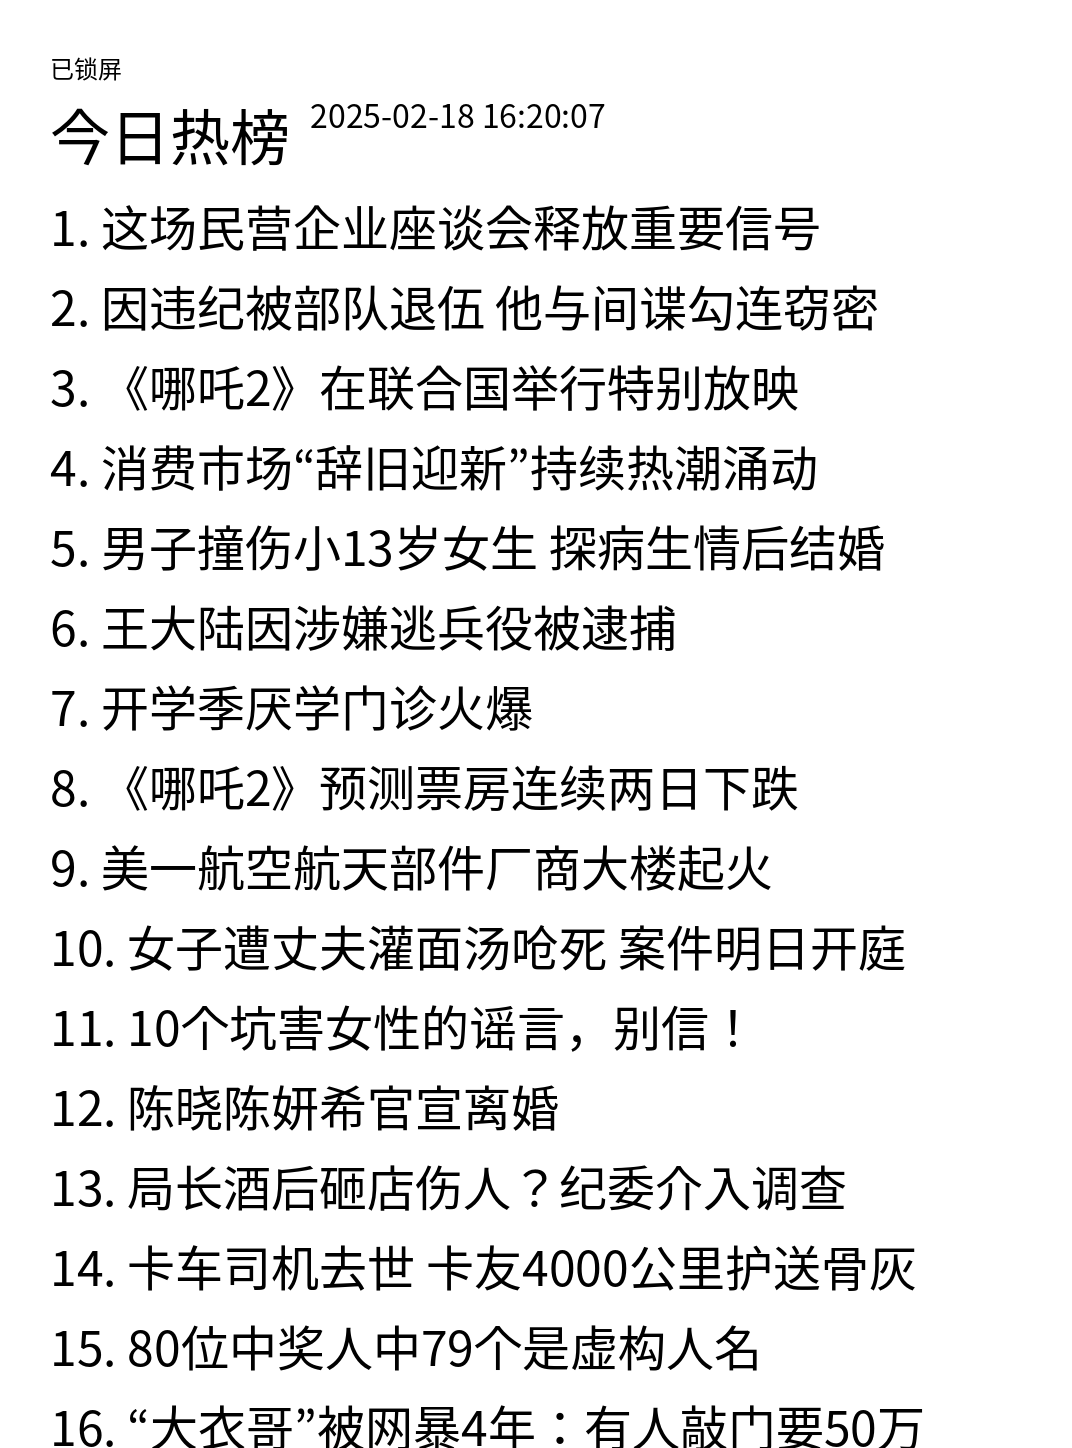 已锁屏
今日热榜 2025-02-18 16:20:07
1. 这场民营企业座谈会释放重要信号
2. 因违纪被部队退伍 他与间谍勾连窃密
3. 《哪吒2》在联合国举行特别放映
4. 消费市场“辞旧迎新”持续热潮涌动
5. 男子撞伤小13岁女生 探病生情后结婚
6. 王大陆因涉嫌逃兵役被逮捕
7. 开学季厌学门诊火爆
8. 《哪吒2》预测票房连续两日下跌
9. 美一航空航天部件厂商大楼起火
10. 女子遭丈夫灌面汤呛死 案件明日开庭
11. 10个坑害女性的谣言，别信！
12. 陈晓陈妍希官宣离婚
13. 局长酒后砸店伤人？纪委介入调查
14. 卡车司机去世 卡友4000公里护送骨灰
15. 80位中奖人中79个是虚构人名
16. “大衣哥”被网暴4年：有人敲门要50万